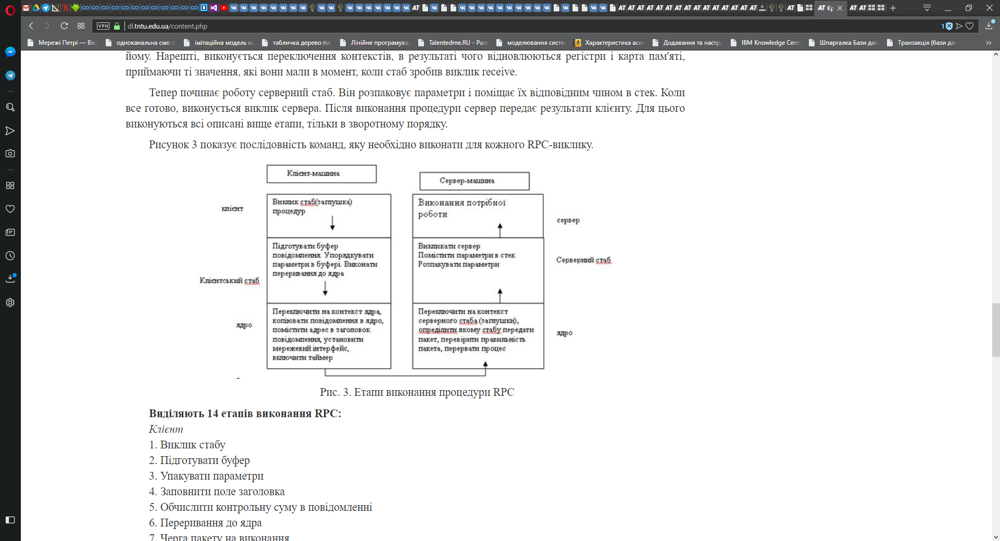 VPN dl.tntu.edu.ua/content.php 1
Мережі Петрі — Вікі одноканальна смо з імітаційна модель м табличка дерево пл Лінійне програмува Talentedme.RU - Разв моделювання систе Характеристика аси Додавання та настро IBM Knowledge Cent Шпаргалка Бази дан Транзакція (бази дан
йому. Нарешті, виконується переключення контекстів, в результаті чого відновлюються регістри і карта пам'яті,
приймаючи ті значення, які вони мали в момент, коли стаб зробив виклик receive.
Тепер починає роботу серверний стаб. Він розпаковує параметри і поміщає їх відповідним чином в стек. Коли
все готово, виконується виклик сервера. Після виконання процедури сервер передає результати клієнту. Для цього
виконуються всі описані вище етапи, тільки в зворотному порядку.
Рисунок 3 показує послідовність команд, яку необхідно виконати для кожного RPC-виклику.
Клієнт-машина
Сервер-машина
клієнт
Виклик стаб(заглушка)
процедур
Виконання потрібної
роботи
сервер
Клієнтський стаб
Підготувати буфер
повідомлення. Упорядкувати
параметри в буфері. Виконати
переривання до ядра
Викликати сервер
Помістити параметри в стек
Розпакувати параметри
Серверний стаб
ядро
Переключити на контекст ядра,
копіювати повідомлення в ядро,
помістити адрес в заголовок
повідомлення, установити
мережевий інтерфейс,
включити таймер
Переключити на контекст
серверного стаба (заглушки),
опреділити якому стабу передати
пакет, перевірити правильність
пакета, перервати процес
ядро
Рис. 3. Етапи виконання процедури RPC
Виділяють 14 етапів виконання RPC:
Клієнт
1. Виклик стабу
2. Підготувати буфер
3. Упакувати параметри
4. Заповнити поле заголовка
5. Обчислити контрольну суму в повідомленні
6. Переривання до ядра
7. Черга пакету на виконання